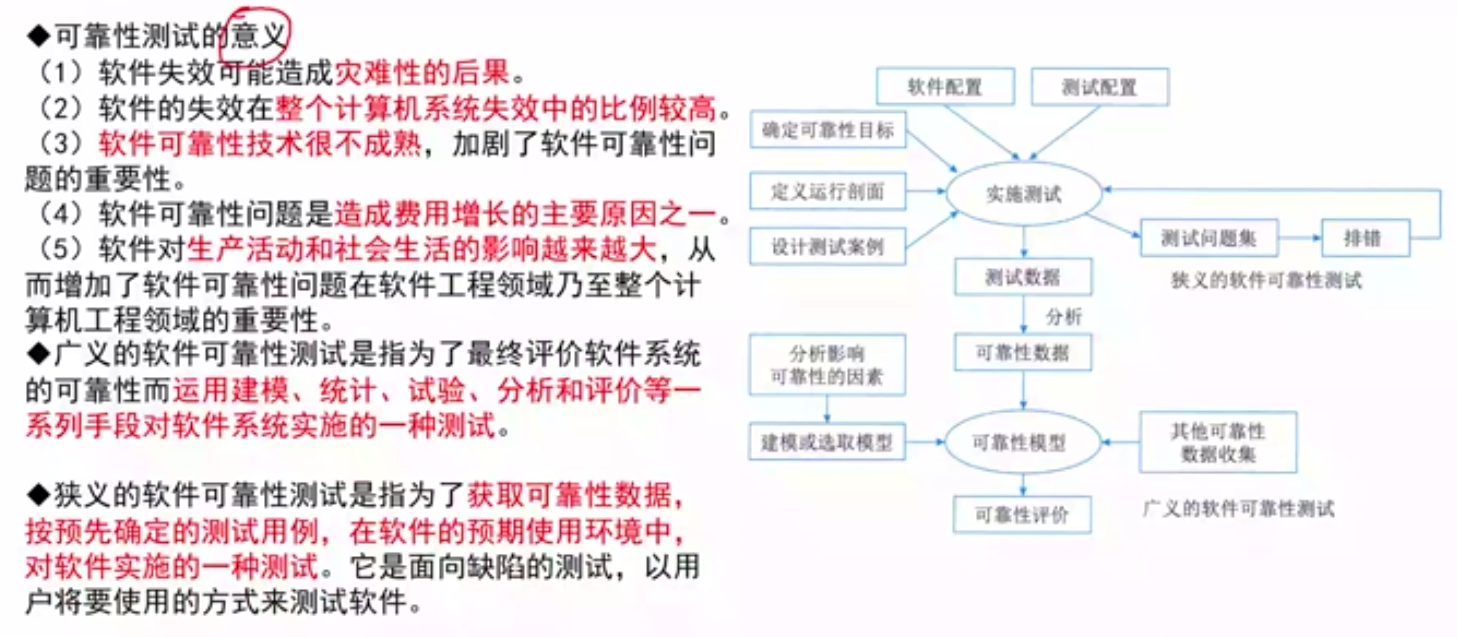 ◆可靠性测试的意义
（1）软件失效可能造成灾难性的后果。
（2）软件的失效在整个计算机系统失效中的比例较高。
（3）软件可靠性技术很不成熟，加剧了软件可靠性问
题的重要性。
（4）软件可靠性问题是造成费用增长的主要原因之一。
（5）软件对生产活动和社会生活的影响越来越大，从
而增加了软件可靠性问题在软件工程领域乃至整个计
算机工程领域的重要性。
◆广义的软件可靠性测试是指为了最终评价软件系统
的可靠性而运用建模、统计、试验、分析和评价等一
系列手段对软件系统实施的一种测试。
◆狭义的软件可靠性测试是指为了获取可靠性数据，
按预先确定的测试用例，在软件的预期使用环境中，
对软件实施的一种测试。它是面向缺陷的测试，以用
户将要使用的方式来测试软件。
软件配置
测试配置
确定可靠性目标
定义运行剖面
设计测试案例
实施测试
测试问题集
排错
狭义的软件可靠性测试
测试数据
分析
可靠性数据
分析影响
可靠性的因素
建模或选取模型
可靠性模型
其他可靠性
数据收集
可靠性评价
广义的软件可靠性测试